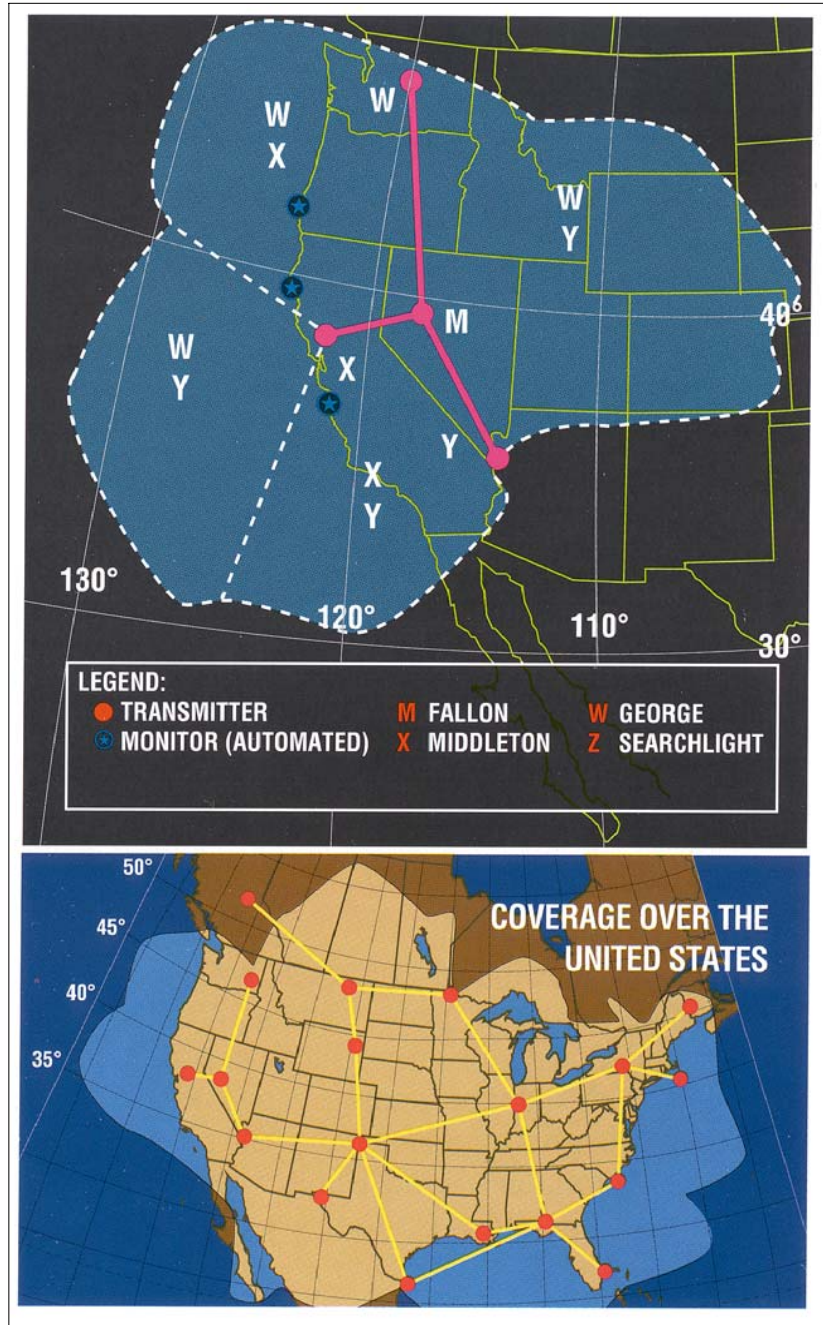 W
W
X
W
Y
40°
M
W
Y
X
Y
X
Y
130°
120°
110°
30°
LEGEND:
TRANSMITTER
M FALLON
W GEORGE
MONITOR (AUTOMATED)
X MIDDLETON
Z SEARCHLIGHT
50°
45°
40°
35°
COVERAGE OVER THE
UNITED STATES